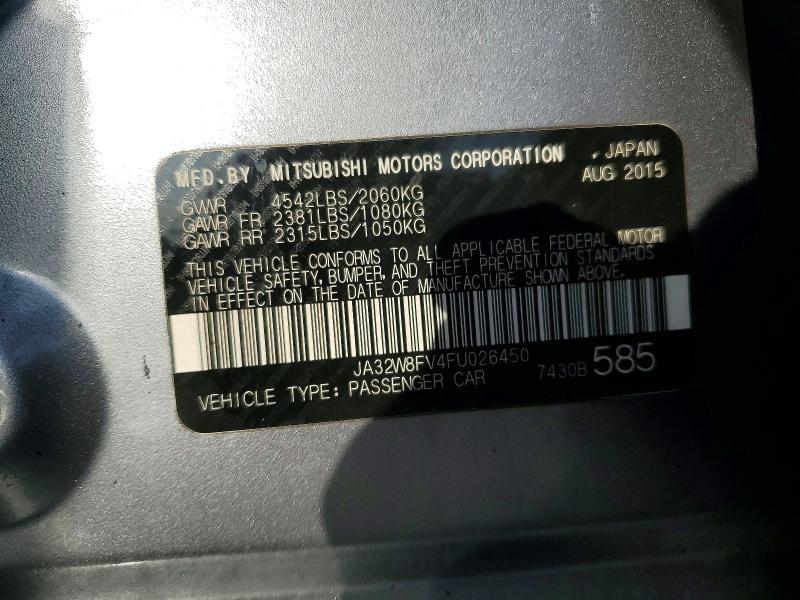 MFD.BY MITSUBISHI MOTORS CORPORATION , JAPAN
AUG 2015
GVWR 4542LBS/2060KG
GAWR FR 2381LBS/1080KG
GAWR RR 2315LBS/1050KG
THIS VEHICLE CONFORMS TO ALL APPLICABLE FEDERAL MOTOR
VEHICLE SAFETY, BUMPER, AND THEFT PREVENTION STANDARDS
IN EFFECT ON THE DATE OF MANUFACTURE SHOWN ABOVE.
JA32W8FV4FU026450
VEHICLE TYPE: PASSENGER CAR 7430B 585